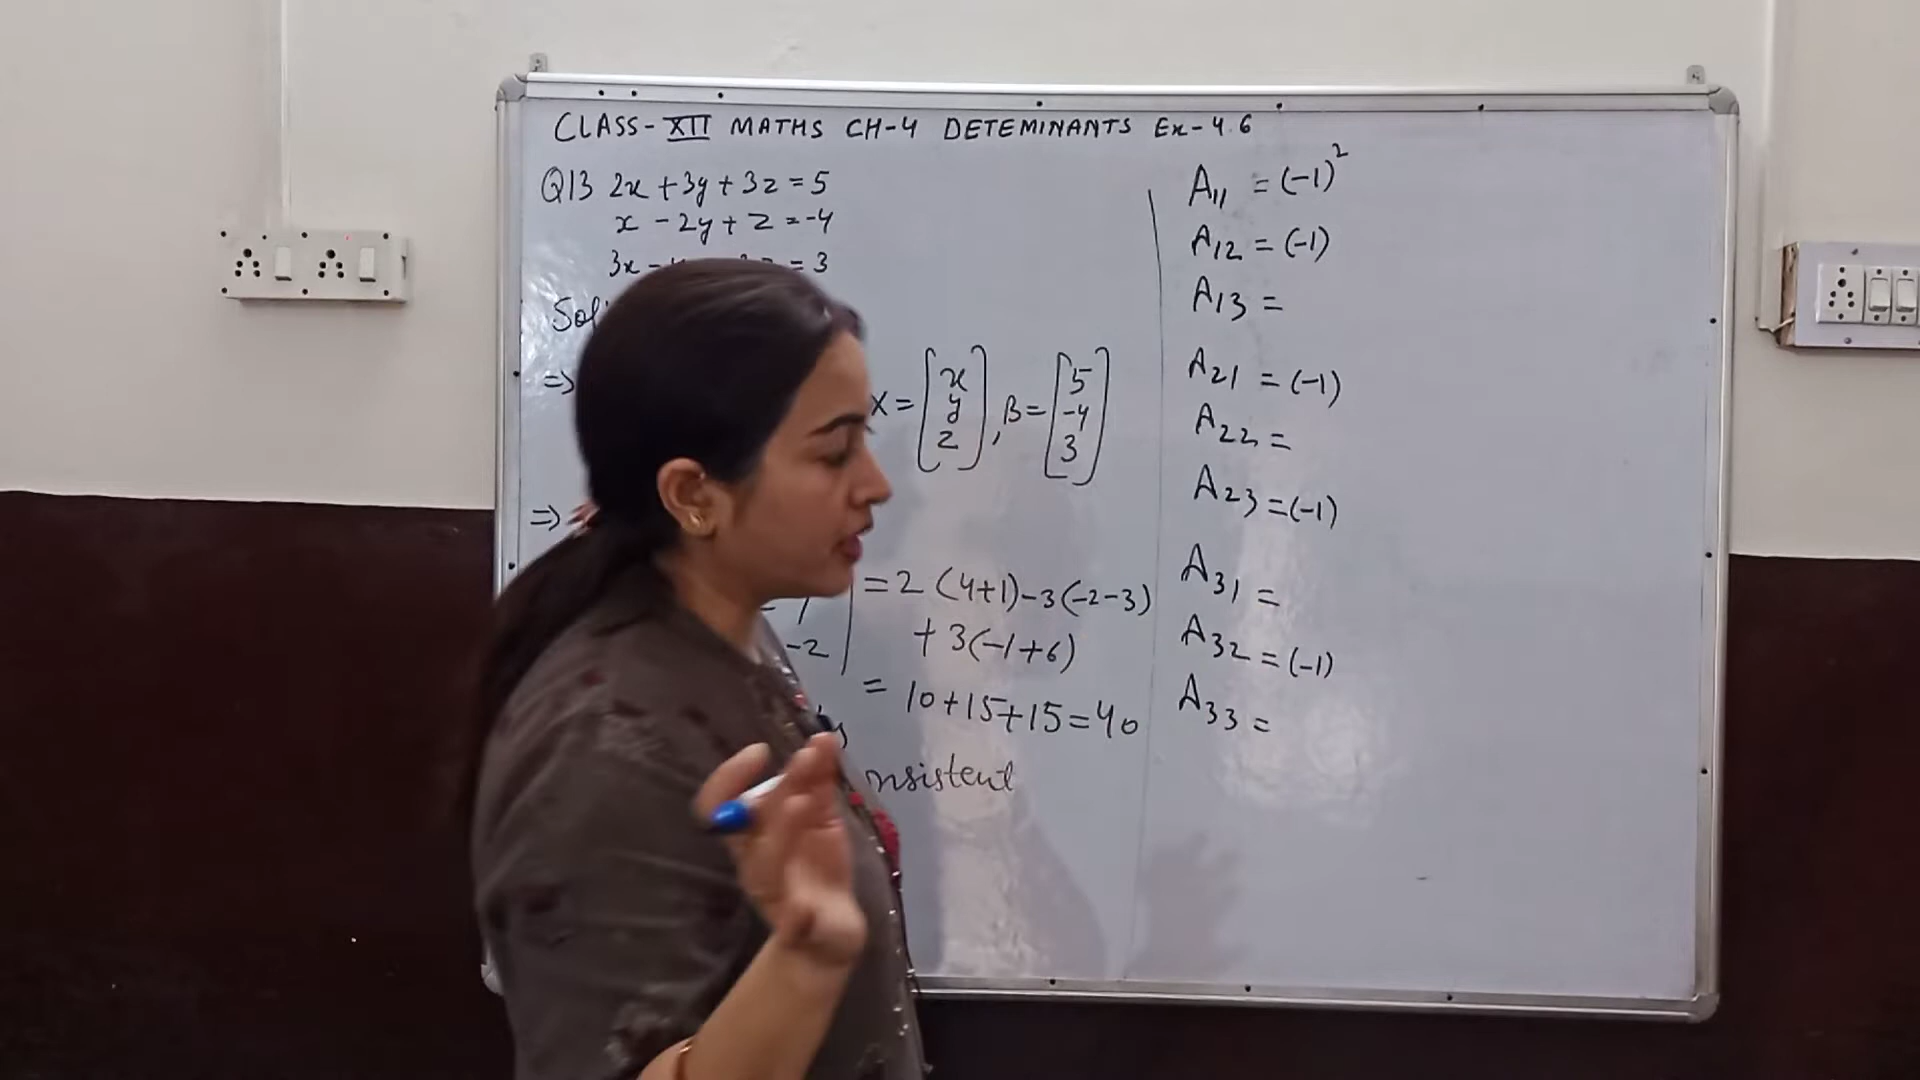 CLASS-XII MATHS CH-4 DETEMINANTS Ex-4.6
Q13 2x+3y+3z=5
x-2y+z=-4
3x- =3
Sol
⇒
X=[x y z], B=[5 -4 3]
⇒
=2(4+1)-3(-2-3)
-2
+3(-1+6)
=10+15+15=40
nsistent
A11 =(-1)²
A12 =(-1)
A13 =
A21 =(-1)
A22 =
A23 =(-1)
A31 =
A32 =(-1)
A33 =